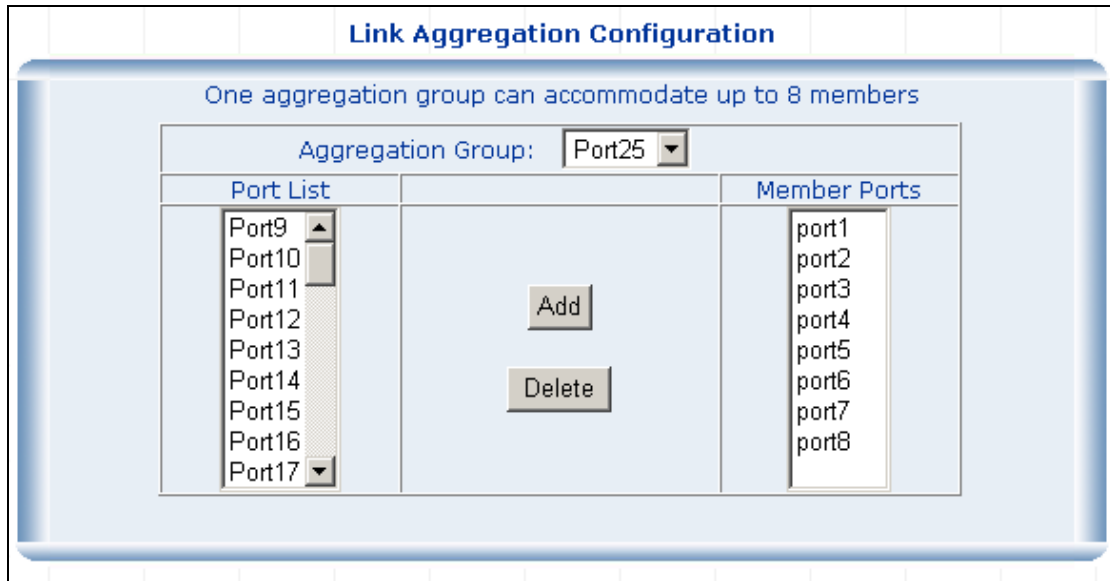 Link Aggregation Configuration
One aggregation group can accommodate up to 8 members
Aggregation Group: Port25
Port List
Member Ports
Port9
Port10
Port11
Port12
Port13
Port14
Port15
Port16
Port17
Add
Delete
port1
port2
port3
port4
port5
port6
port7
port8